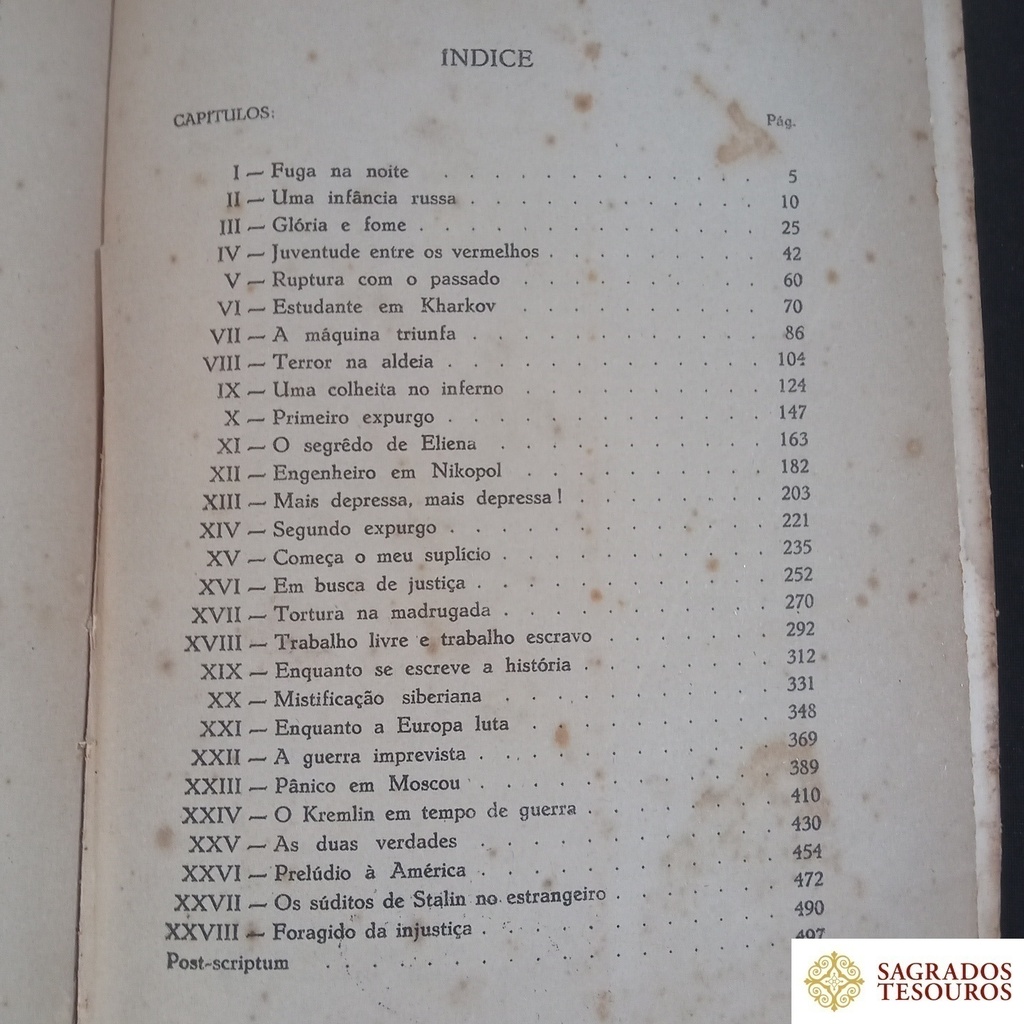 ÍNDICE
CAPÍTULOS: Pág.
I — Fuga na noite . . . . . . . . . . . . 5
II — Uma infância russa . . . . . . . . . . . 10
III — Glória e fome . . . . . . . . . . . . . 25
IV — Juventude entre os vermelhos . . . . . . . . 42
V — Ruptura com o passado . . . . . . . . . 60
VI — Estudante em Kharkov . . . . . . . . . 70
VII — A máquina triunfa . . . . . . . . . . . 86
VIII — Terror na aldeia . . . . . . . . . . . . 104
IX — Uma colheita no inferno . . . . . . . . . 124
X — Primeiro expurgo . . . . . . . . . . . . 147
XI — O segrêdo de Eliena . . . . . . . . . . 163
XII — Engenheiro em Nikopol . . . . . . . . . 182
XIII — Mais depressa, mais depressa! . . . . . . . 203
XIV — Segundo expurgo . . . . . . . . . . . . 221
XV — Começa o meu suplício . . . . . . . . . . 235
XVI — Em busca de justiça . . . . . . . . . . . 252
XVII — Tortura na madrugada . . . . . . . . . . 270
XVIII — Trabalho livre e trabalho escravo . . . . . . 292
XIX — Enquanto se escreve a história . . . . . . . 312
XX — Mistificação siberiana . . . . . . . . . . 331
XXI — Enquanto a Europa luta . . . . . . . . . 348
XXII — A guerra imprevista . . . . . . . . . . . 369
XXIII — Pânico em Moscou . . . . . . . . . . . 389
XXIV — O Kremlin em tempo de guerra . . . . . . . 410
XXV — As duas verdades . . . . . . . . . . . 430
XXVI — Prelúdio à América . . . . . . . . . . . 454
XXVII — Os súditos de Stalin no estrangeiro . . . . . . 472
XXVIII — Foragido da injustiça . . . . . . . . . . 490
Post-scriptum . . . . . . . . . . . . . 497
SAGRADOS
TESOUROS